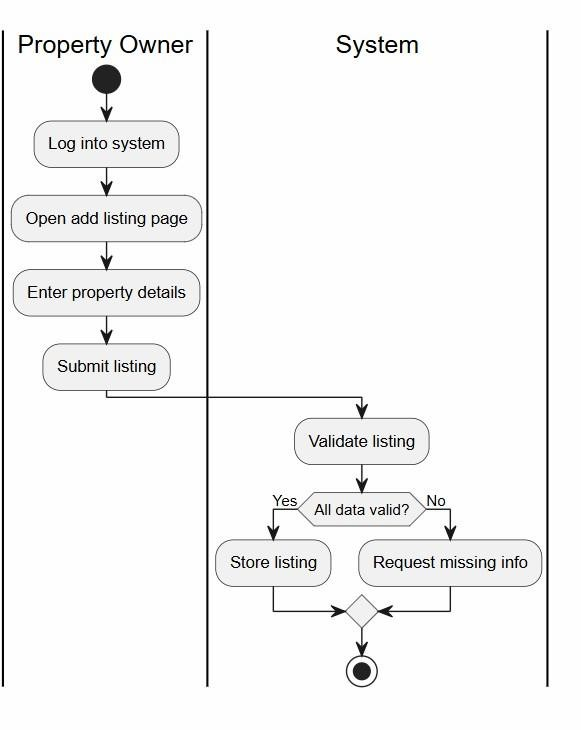 Property Owner
System
Log into system
Open add listing page
Enter property details
Submit listing
Validate listing
All data valid?
Yes
No
Store listing
Request missing info